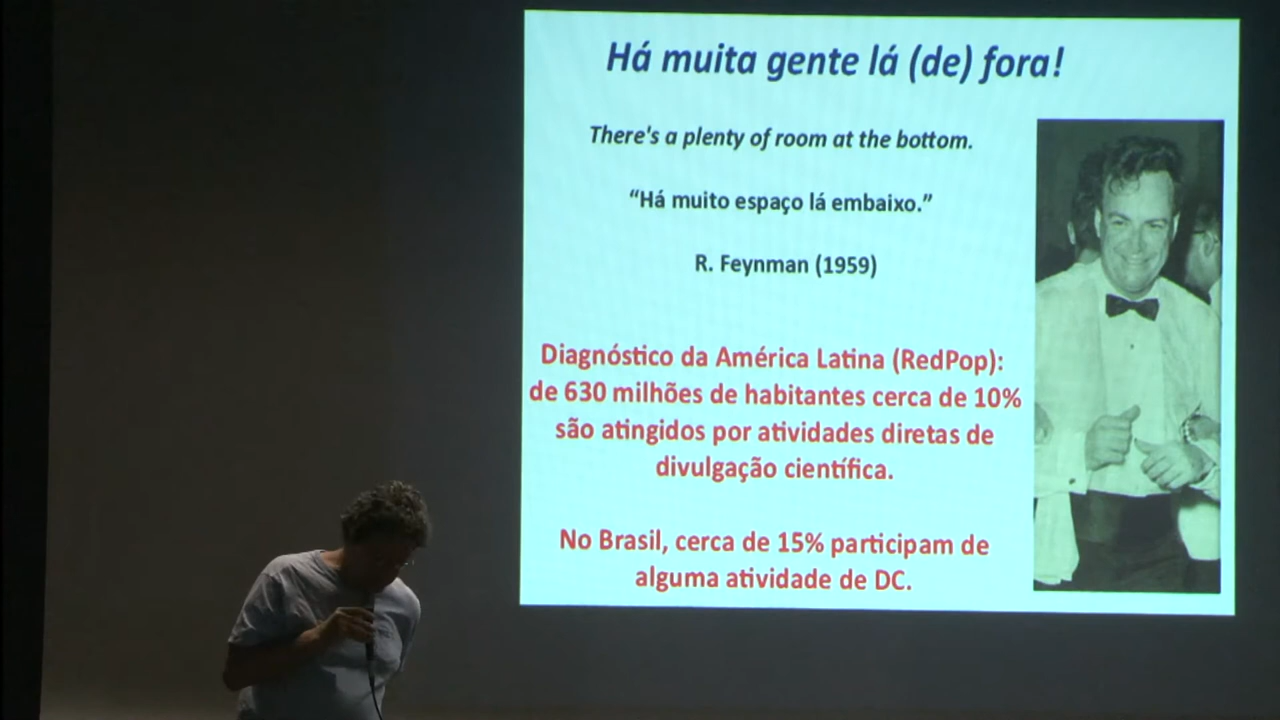 Há muita gente lá (de) fora!
There's a plenty of room at the bottom.
“Há muito espaço lá embaixo.”
R. Feynman (1959)
Diagnóstico da América Latina (RedPop):
de 630 milhões de habitantes cerca de 10%
são atingidos por atividades diretas de
divulgação científica.
No Brasil, cerca de 15% participam de
alguma atividade de DC.